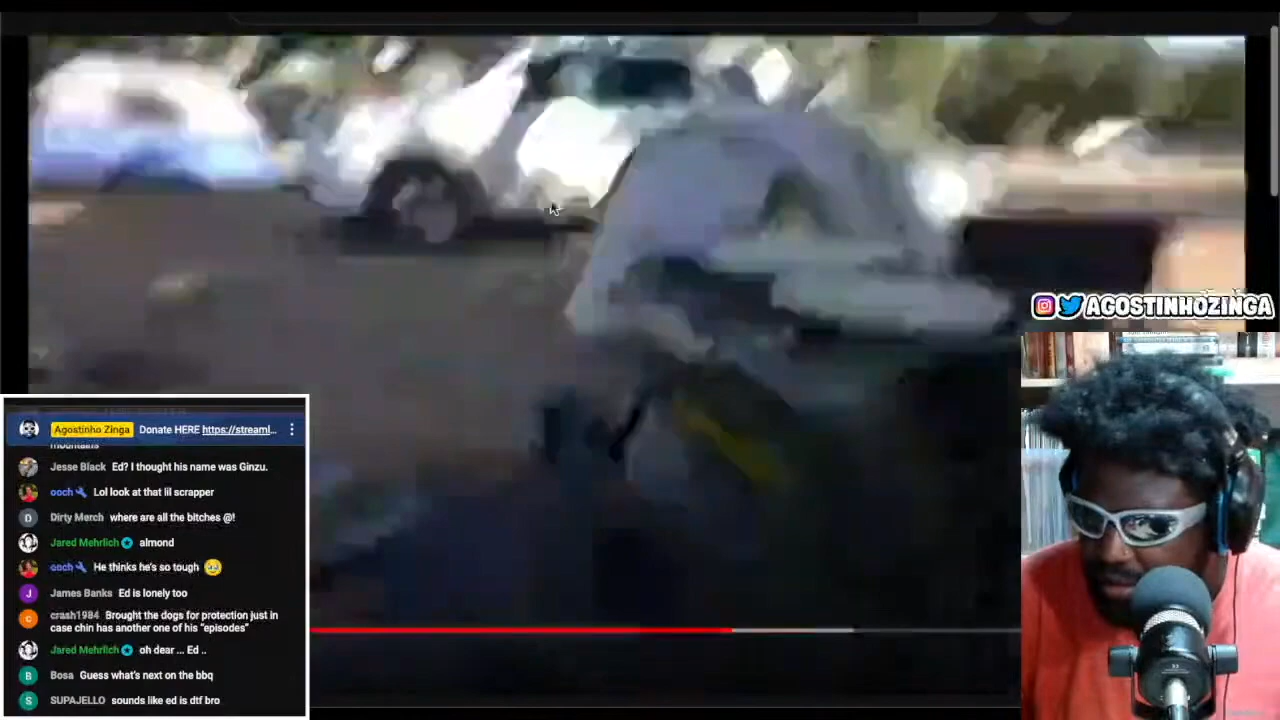 AGOSTINHOZINGA
Agostinho Zinga Donate HERE https://streaml...
mountains
Jesse Black Ed? I thought his name was Ginzu.
ooch Lol look at that lil scrapper
D Dirty Merch where are all the bitches @!
Jared Mehrlich almond
ooch He thinks he's so tough
J James Banks Ed is lonely too
C crash1984 Brought the dogs for protection just in
case chin has another one of his "episodes"
Jared Mehrlich oh dear ... Ed ..
B Bosa Guess what's next on the bbq
S SUPAJELLO sounds like ed is dtf bro